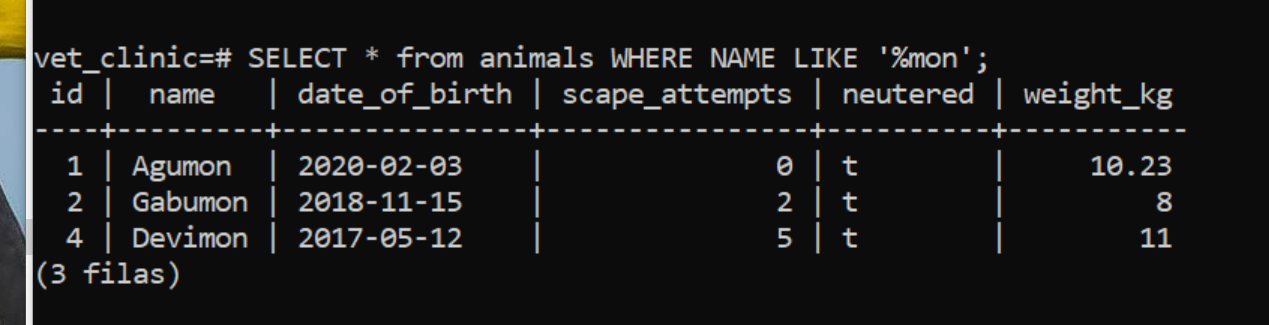 vet_clinic=# SELECT * from animals WHERE NAME LIKE '%mon';
 id |  name   | date_of_birth | scape_attempts | neutered | weight_kg
----+---------+---------------+----------------+----------+-----------
  1 | Agumon  | 2020-02-03    |              0 | t        |     10.23
  2 | Gabumon | 2018-11-15    |              2 | t        |         8
  4 | Devimon | 2017-05-12    |              5 | t        |        11
(3 filas)